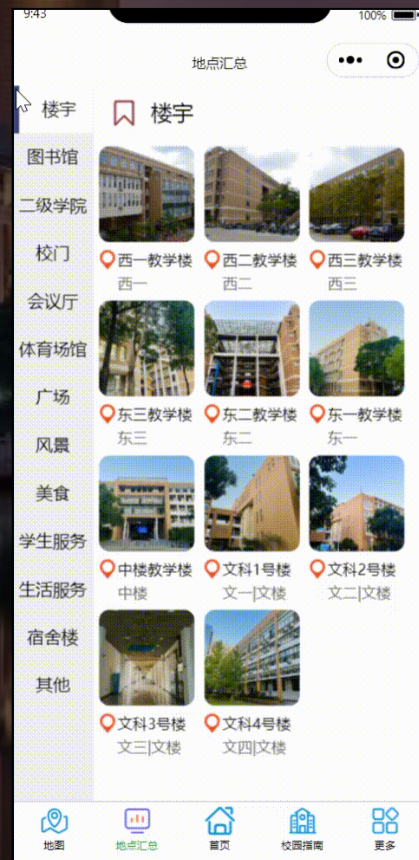 9:43
100%
地点汇总
楼宇
图书馆
二级学院
校门
会议厅
体育场馆
广场
风景
美食
学生服务
生活服务
宿舍楼
其他
楼宇
西一教学楼
西一
西二教学楼
西二
西三教学楼
西三
东三教学楼
东三
东二教学楼
东二
东一教学楼
东一
中楼教学楼
中楼
文科1号楼
文一|文楼
文科2号楼
文二|文楼
文科3号楼
文三|文楼
文科4号楼
文四|文楼
地图
地点汇总
首页
校园指南
更多